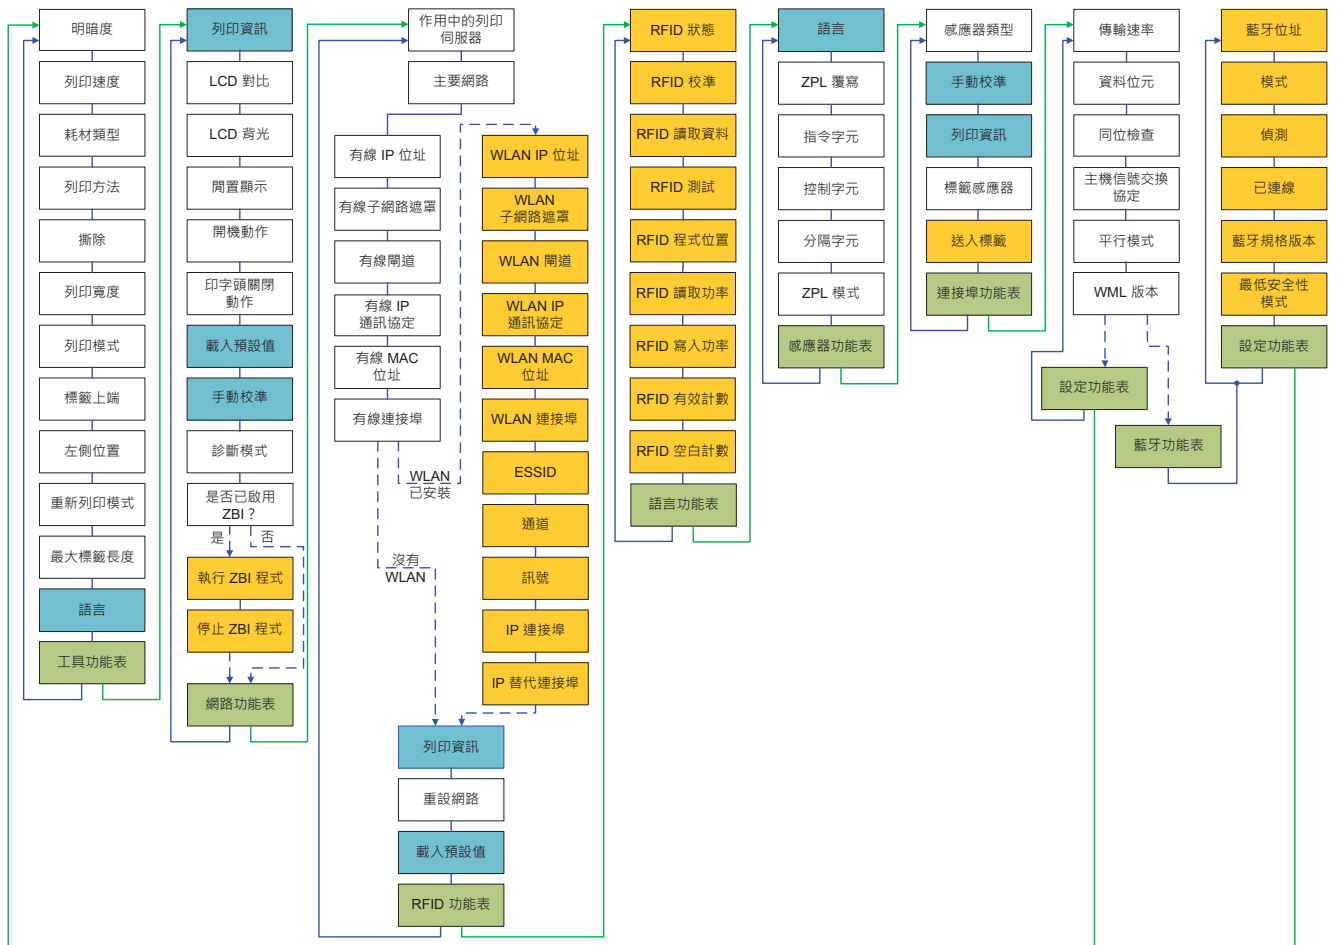 明暗度
列印速度
耗材類型
列印方法
撕除
列印寬度
列印模式
標籤上端
左側位置
重新列印模式
最大標籤長度
語言
工具功能表
列印資訊
LCD 對比
LCD 背光
閒置顯示
開機動作
印字頭關閉
動作
載入預設值
手動校準
診斷模式
是否已啟用
ZBI？
是
否
執行 ZBI 程式
停止 ZBI 程式
網路功能表
作用中的列印
伺服器
主要網路
有線 IP 位址
有線子網路遮罩
有線閘道
有線 IP
通訊協定
有線 MAC
位址
有線連接埠
WLAN
已安裝
沒有
WLAN
WLAN IP 位址
WLAN
子網路遮罩
WLAN 閘道
WLAN IP
通訊協定
WLAN MAC
位址
WLAN 連接埠
ESSID
通道
訊號
IP 連接埠
IP 替代連接埠
列印資訊
重設網路
載入預設值
RFID 功能表
RFID 狀態
RFID 校準
RFID 讀取資料
RFID 測試
RFID 程式位置
RFID 讀取功率
RFID 寫入功率
RFID 有效計數
RFID 空白計數
語言功能表
語言
ZPL 覆寫
指令字元
控制字元
分隔字元
ZPL 模式
感應器功能表
感應器類型
手動校準
列印資訊
標籤感應器
送入標籤
連接埠功能表
傳輸速率
資料位元
同位檢查
主機信號交換
協定
平行模式
WML 版本
設定功能表
藍牙功能表
藍牙位址
模式
偵測
已連線
藍牙規格版本
最低安全性
模式
設定功能表